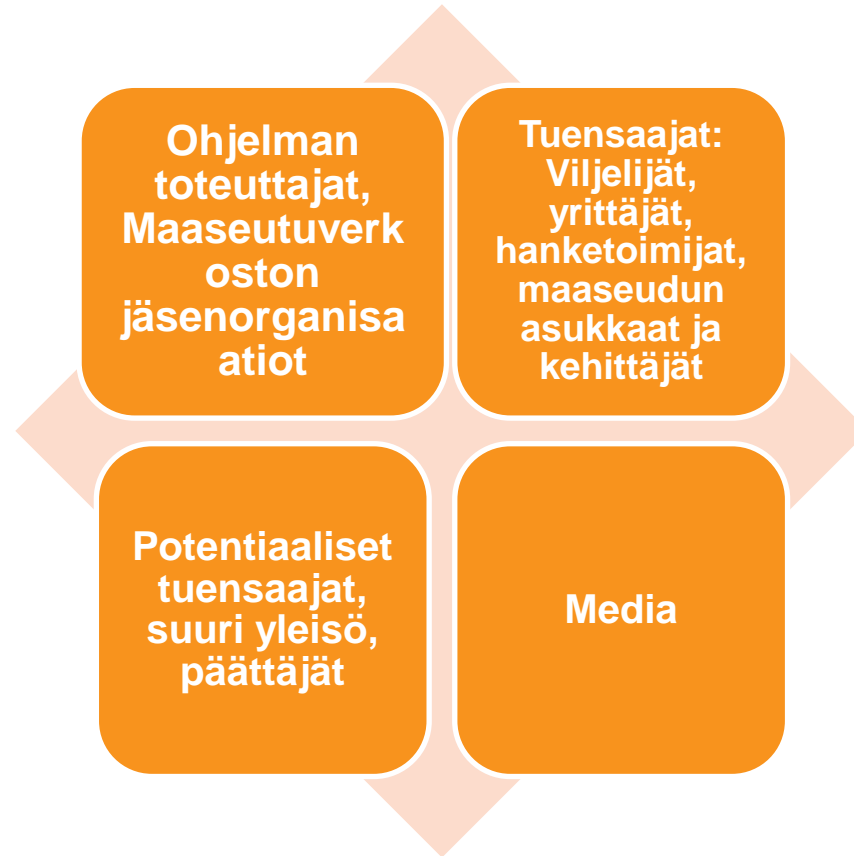 Ohjelman
toteuttajat,
Maaseutuverk
oston
jäsenorganisa
atiot
Tuensaajat:
Viljelijät,
yrittäjät,
hanketoimijat,
maaseudun
asukkaat ja
kehittäjät
Potentiaaliset
tuensaajat,
suuri yleisö,
päättäjät
Media